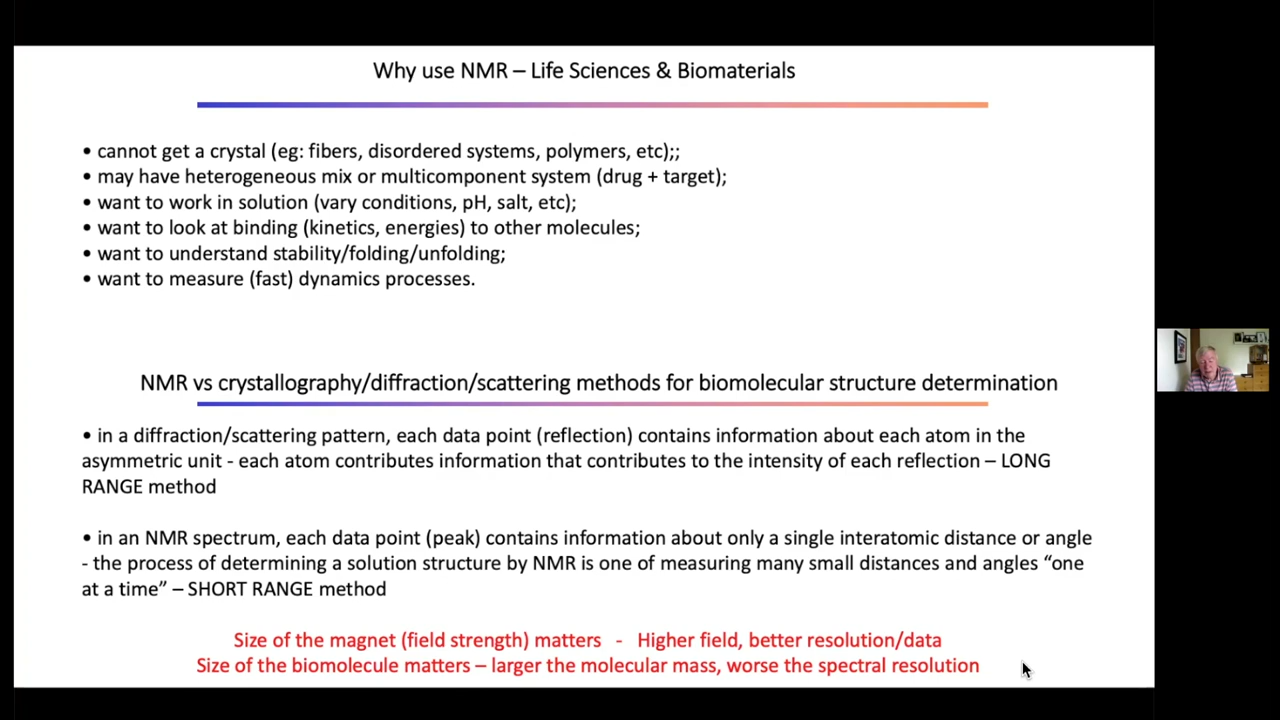 Why use NMR – Life Sciences & Biomaterials
• cannot get a crystal (eg: fibers, disordered systems, polymers, etc);;
• may have heterogeneous mix or multicomponent system (drug + target);
• want to work in solution (vary conditions, pH, salt, etc);
• want to look at binding (kinetics, energies) to other molecules;
• want to understand stability/folding/unfolding;
• want to measure (fast) dynamics processes.
NMR vs crystallography/diffraction/scattering methods for biomolecular structure determination
• in a diffraction/scattering pattern, each data point (reflection) contains information about each atom in the
asymmetric unit - each atom contributes information that contributes to the intensity of each reflection – LONG
RANGE method
• in an NMR spectrum, each data point (peak) contains information about only a single interatomic distance or angle
- the process of determining a solution structure by NMR is one of measuring many small distances and angles “one
at a time” – SHORT RANGE method
Size of the magnet (field strength) matters - Higher field, better resolution/data
Size of the biomolecule matters – larger the molecular mass, worse the spectral resolution